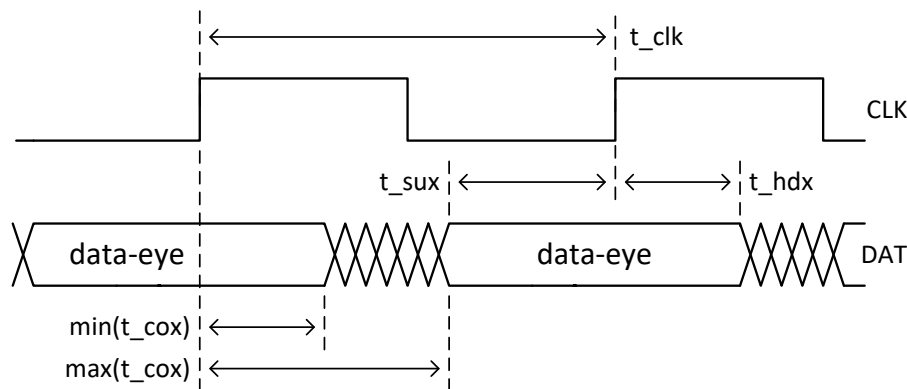 t_clk
CLK
t_sux
t_hdx
data-eye
data-eye
DAT
min(t_cox)
max(t_cox)